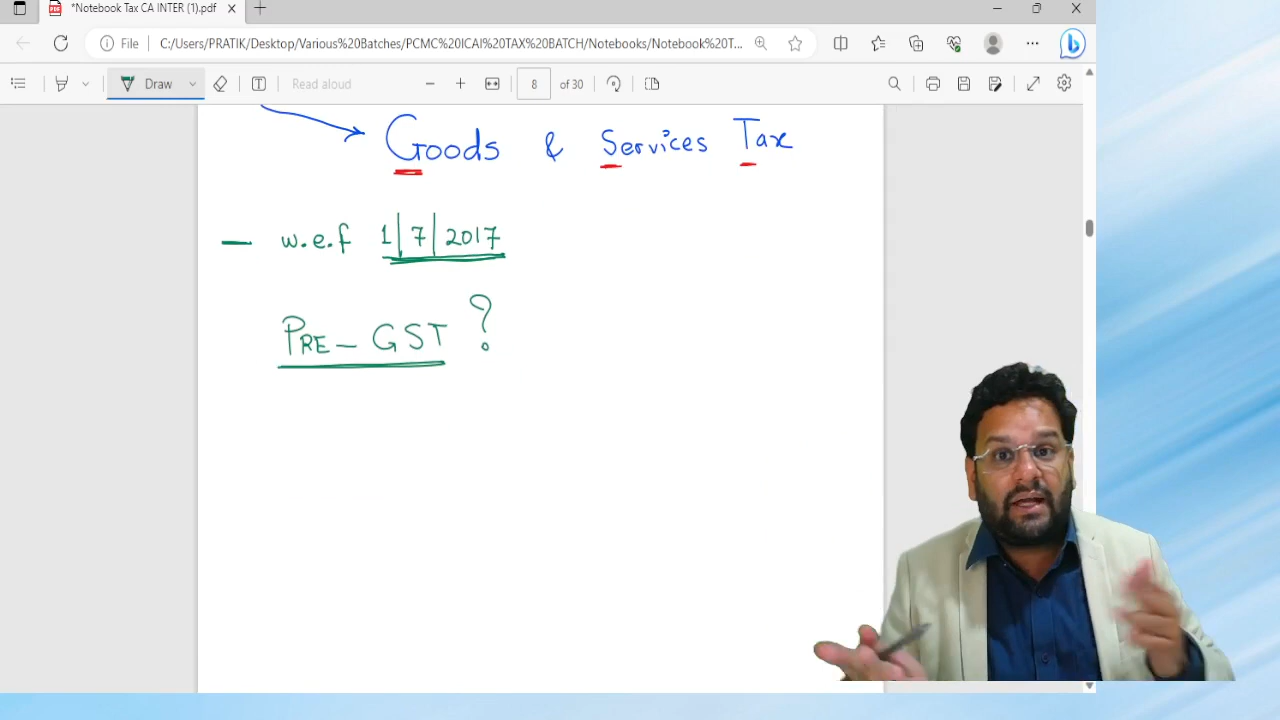 *Notebook Tax CA INTER (1).pdf
File C:/Users/PRATIK/Desktop/Various%20Batches/PCMC%20ICAI%20TAX%20BATCH/Notebooks/Notebook%20T...
Draw Read aloud 8 of 30
Goods & Services Tax
— w.e.f 1/7/2017
PRE - GST ?